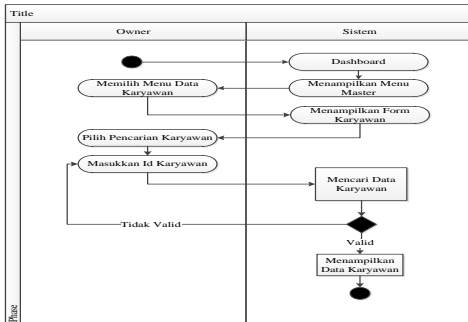 Title
Owner
Sistem
Dashboard
Memilih Menu Data
Karyawan
Menampilkan Menu
Master
Menampilkan Form
Karyawan
Pilih Pencarian Karyawan
Masukkan Id Karyawan
Mencari Data
Karyawan
Tidak Valid
Valid
Menampilkan
Data Karyawan
Phase